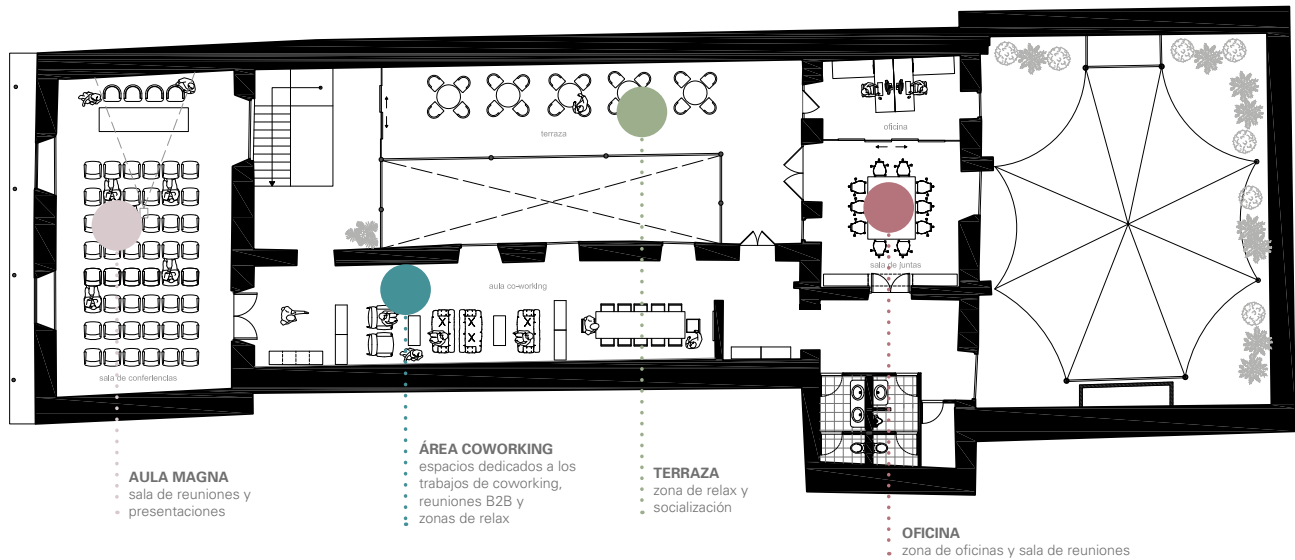 terraza
oficina
sala de juntas
aula co-working
sala de conferiencias
AULA MAGNA
sala de reuniones y
presentaciones
ÁREA COWORKING
espacios dedicados a los
trabajos de coworking,
reuniones B2B y
zonas de relax
TERRAZA
zona de relax y
socialización
OFICINA
zona de oficinas y sala de reuniones